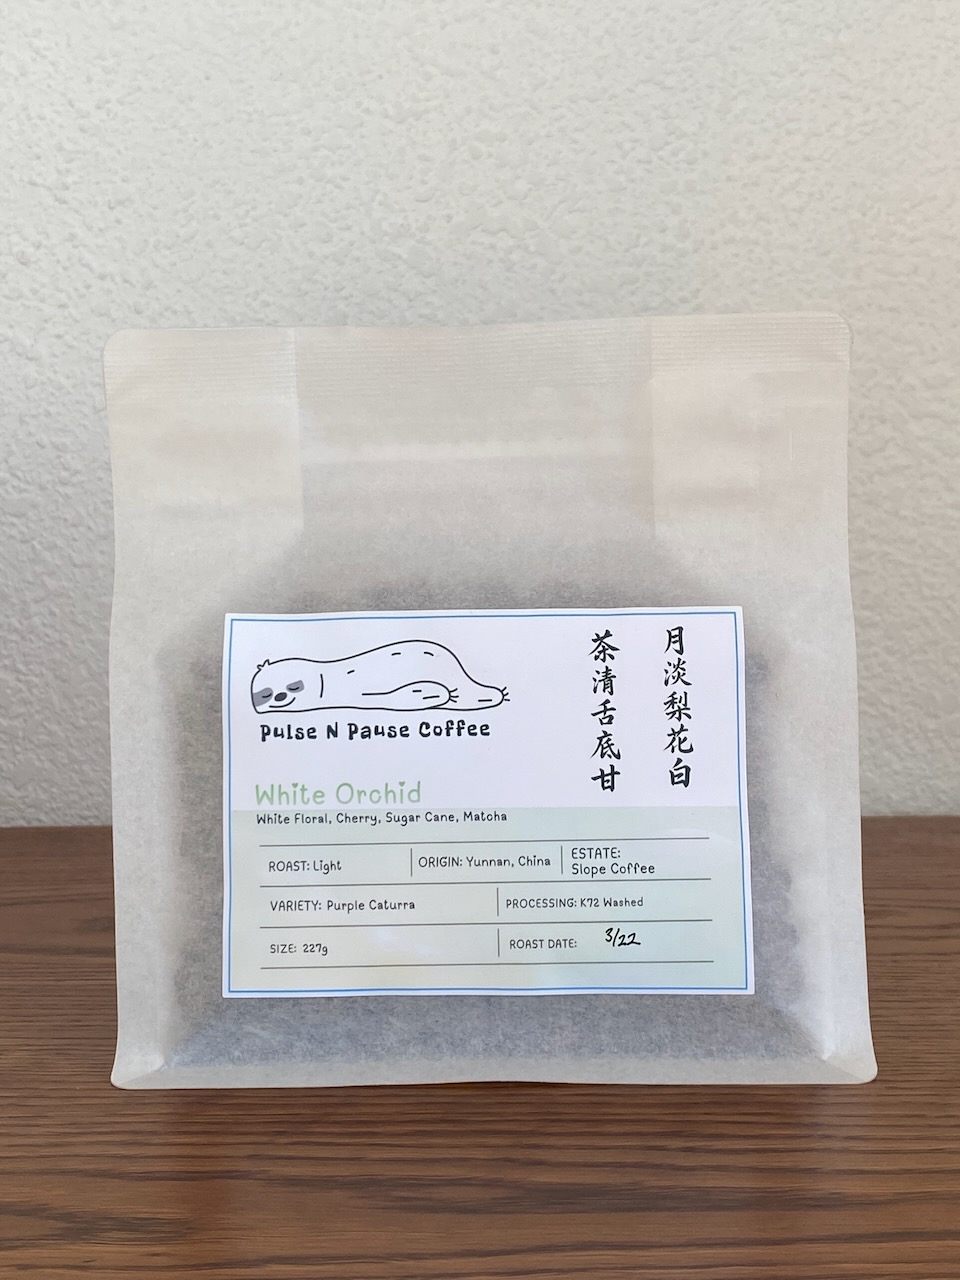 Pulse N Pause Coffee
月淡梨花白
茶清舌底甘
White Orchid
White Floral, Cherry, Sugar Cane, Matcha
ROAST: Light
ORIGIN: Yunnan, China
ESTATE:
Slope Coffee
VARIETY: Purple Caturra
PROCESSING: K72 Washed
SIZE: 227g
ROAST DATE: 3/22